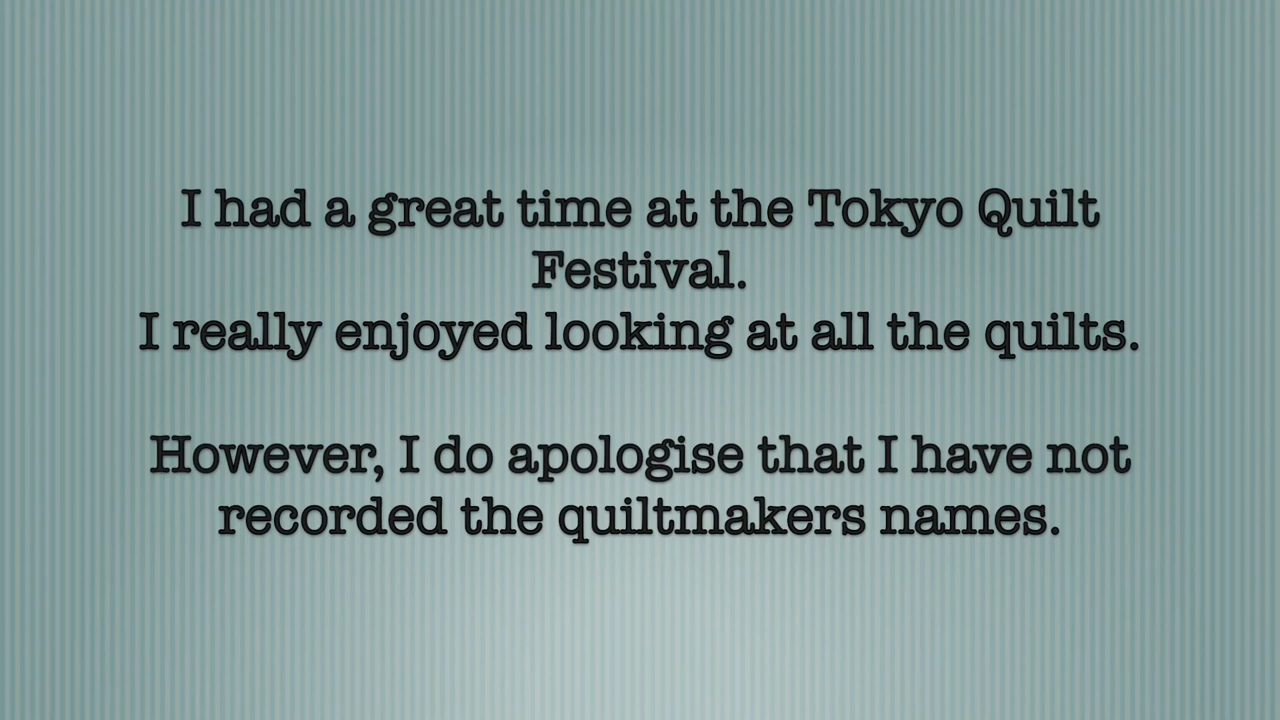 I had a great time at the Tokyo Quilt
Festival.
I really enjoyed looking at all the quilts.
However, I do apologise that I have not
recorded the quiltmakers names.